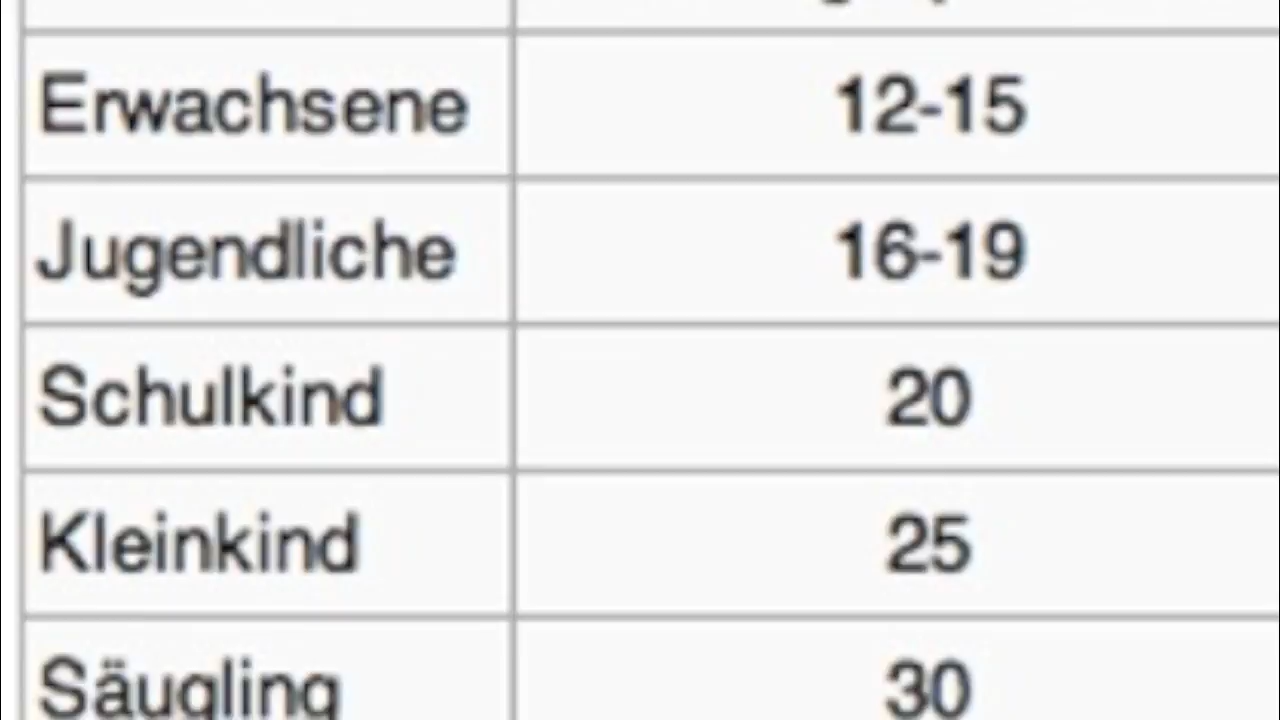 Erwachsene 12-15
Jugendliche 16-19
Schulkind 20
Kleinkind 25
Säugling 30